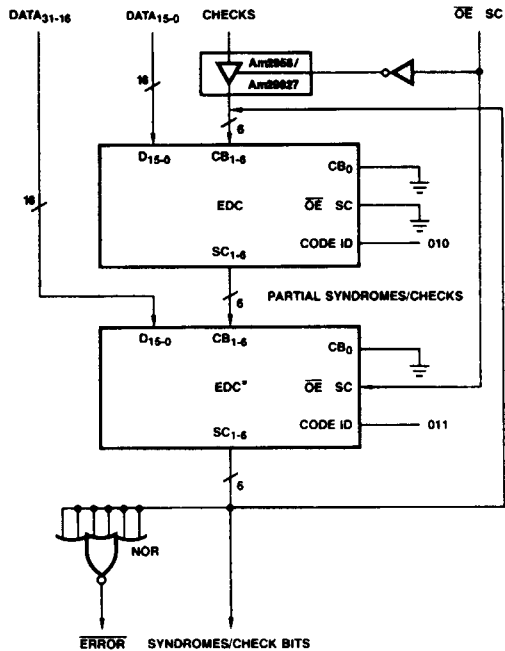 DATA31-16 DATA15-0 CHECKS OE SC
Am2958/
Am29827
16
6
D15-0 CB1-6 CB0
16
EDC OE SC
CODE ID 010
SC1-6
6 PARTIAL SYNDROMES/CHECKS
D15-0 CB1-6 CB0
EDC* OE SC
CODE ID 011
SC1-6
6
NOR
ERROR SYNDROMES/CHECK BITS